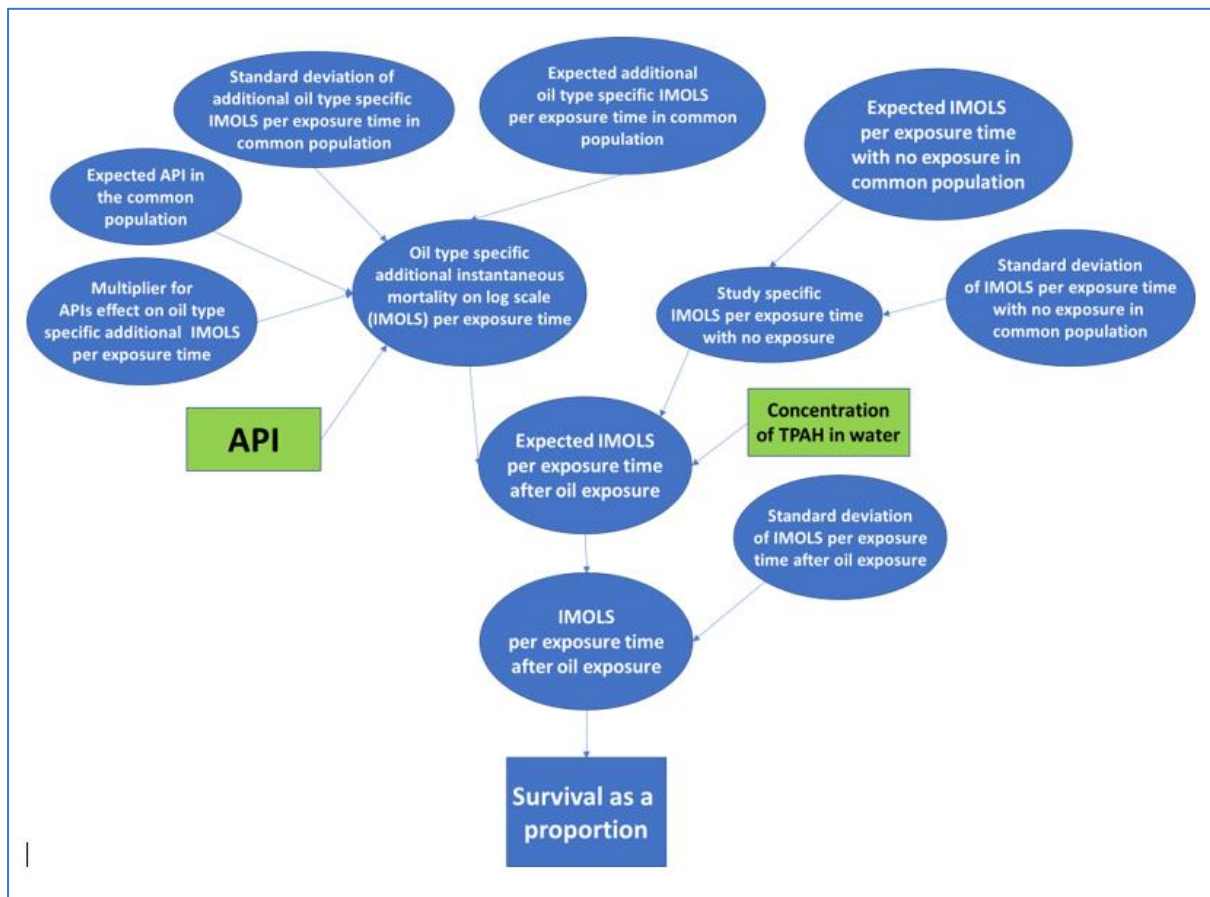 Standard deviation of
additional oil type specific
IMOLS per exposure time in
common population
Expected additional
oil type specific IMOLS
per exposure time in common
population
Expected IMOLS
per exposure time
with no exposure in
common population
Expected API in
the common
population
Oil type specific
additional instantaneous
mortality on log scale
(IMOLS) per exposure time
Multiplier for
APIs effect on oil type
specific additional IMOLS
per exposure time
Study specific
IMOLS per exposure time
with no exposure
Standard deviation
of IMOLS per exposure time
with no exposure in
common population
API
Concentration
of TPAH in water
Expected IMOLS
per exposure time
after oil exposure
Standard deviation
of IMOLS per exposure
time after oil exposure
IMOLS
per exposure time
after oil exposure
Survival as a
proportion